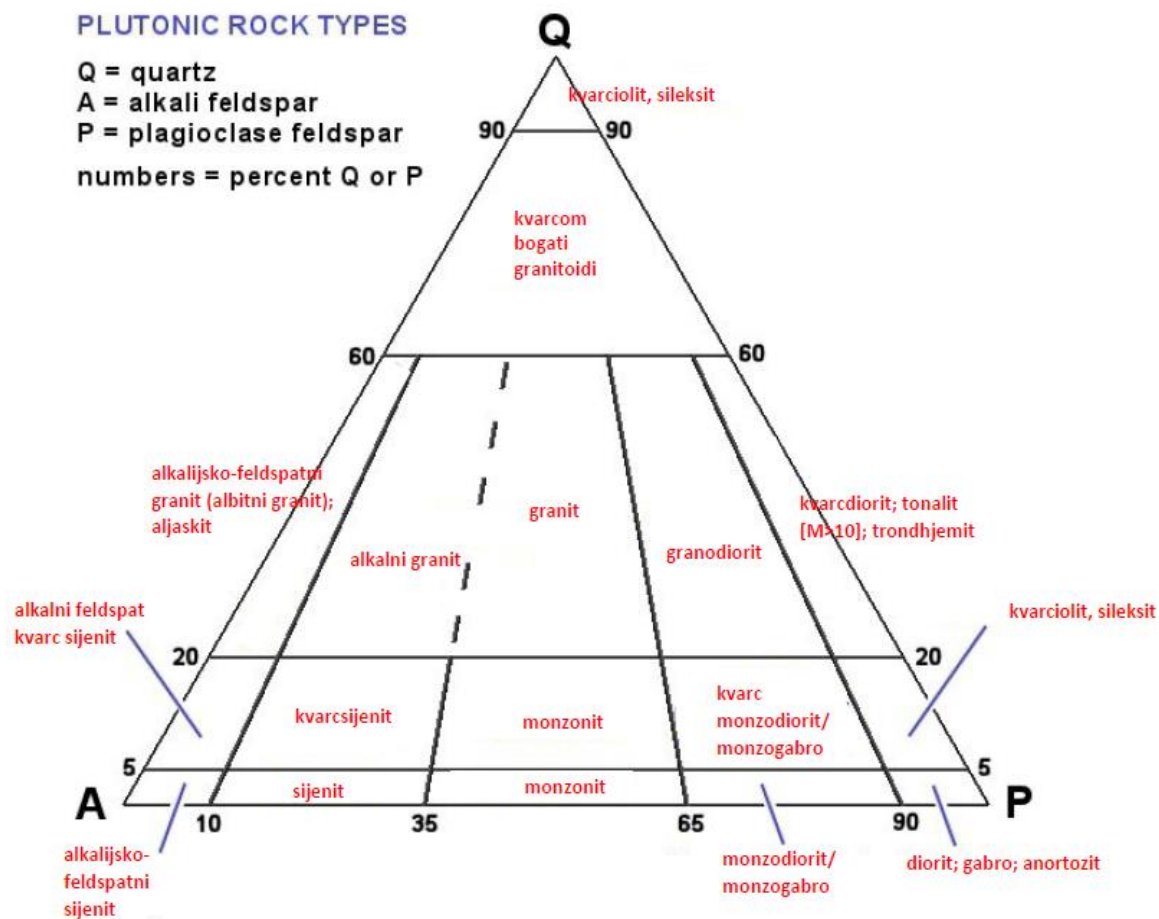 PLUTONIC ROCK TYPES
Q = quartz
A = alkali feldspar
P = plagioclase feldspar
numbers = percent Q or P
Q
kvarciolit, sileksit
90
90
kvarcom
bogati
granitoidi
60
60
alkalijsko-feldspatni
granit (albitni granit);
aljaskit
alkalni granit
granit
granodiorit
kvarcdiorit; tonalit
[M>10]; trondhjemit
alkalni feldspat
kvarc sijenit
kvarciolit, sileksit
20
20
kvarcsijenit
monzonit
kvarc
monzodiorit/
monzogabro
5
5
A
sijenit
monzonit
P
10
35
65
90
alkalijsko-
feldspatni
sijenit
monzodiorit/
monzogabro
diorit; gabro; anortozit